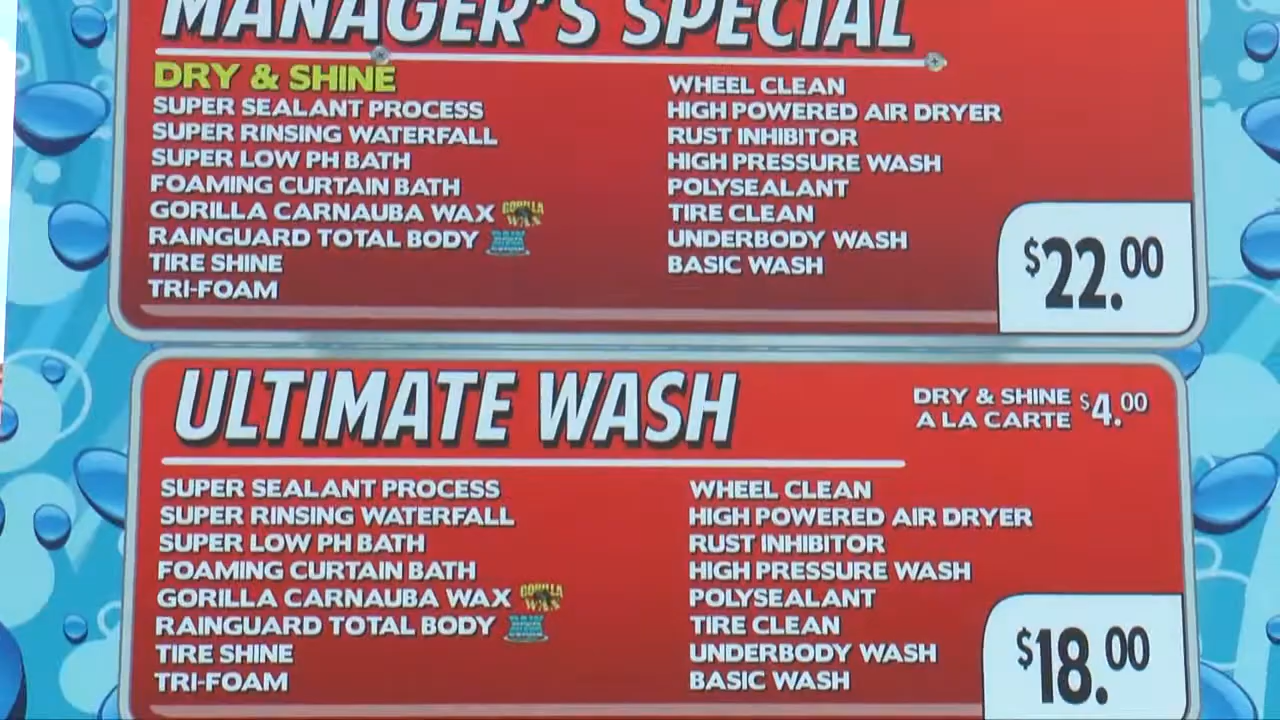 MANAGER'S SPECIAL
DRY & SHINE
SUPER SEALANT PROCESS
SUPER RINSING WATERFALL
SUPER LOW PH BATH
FOAMING CURTAIN BATH
GORILLA CARNAUBA WAX GORILLA WAX
RAINGUARD TOTAL BODY
TIRE SHINE
TRI-FOAM
WHEEL CLEAN
HIGH POWERED AIR DRYER
RUST INHIBITOR
HIGH PRESSURE WASH
POLYSEALANT
TIRE CLEAN
UNDERBODY WASH
BASIC WASH
$22.00
ULTIMATE WASH
DRY & SHINE
A LA CARTE $4.00
SUPER SEALANT PROCESS
SUPER RINSING WATERFALL
SUPER LOW PH BATH
FOAMING CURTAIN BATH
GORILLA CARNAUBA WAX GORILLA WAX
RAINGUARD TOTAL BODY
TIRE SHINE
TRI-FOAM
WHEEL CLEAN
HIGH POWERED AIR DRYER
RUST INHIBITOR
HIGH PRESSURE WASH
POLYSEALANT
TIRE CLEAN
UNDERBODY WASH
BASIC WASH
$18.00